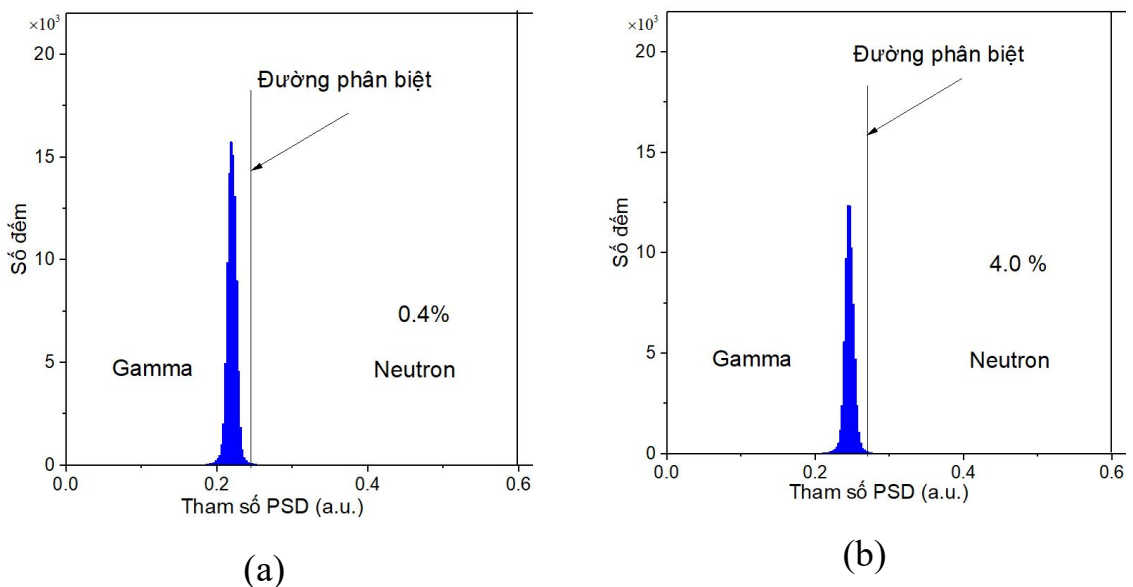 ×10³
20
15
10
5
0
Số đếm
Đường phân biệt
0.4%
Gamma
Neutron
0.0
0.2
0.4
0.6
Tham số PSD (a.u.)
(a)
×10³
20
15
10
5
0
Số đếm
Đường phân biệt
4.0 %
Gamma
Neutron
0.0
0.2
0.4
0.6
Tham số PSD (a.u.)
(b)